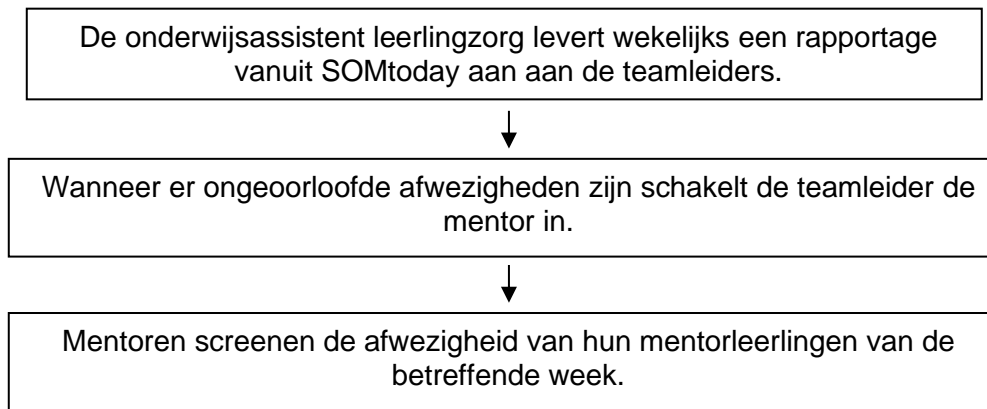 De onderwijsassistent leerlingzorg levert wekelijks een rapportage
vanuit SOMtoday aan aan de teamleiders.
Wanneer er ongeoorloofde afwezigheden zijn schakelt de teamleider de
mentor in.
Mentoren screenen de afwezigheid van hun mentorleerlingen van de
betreffende week.